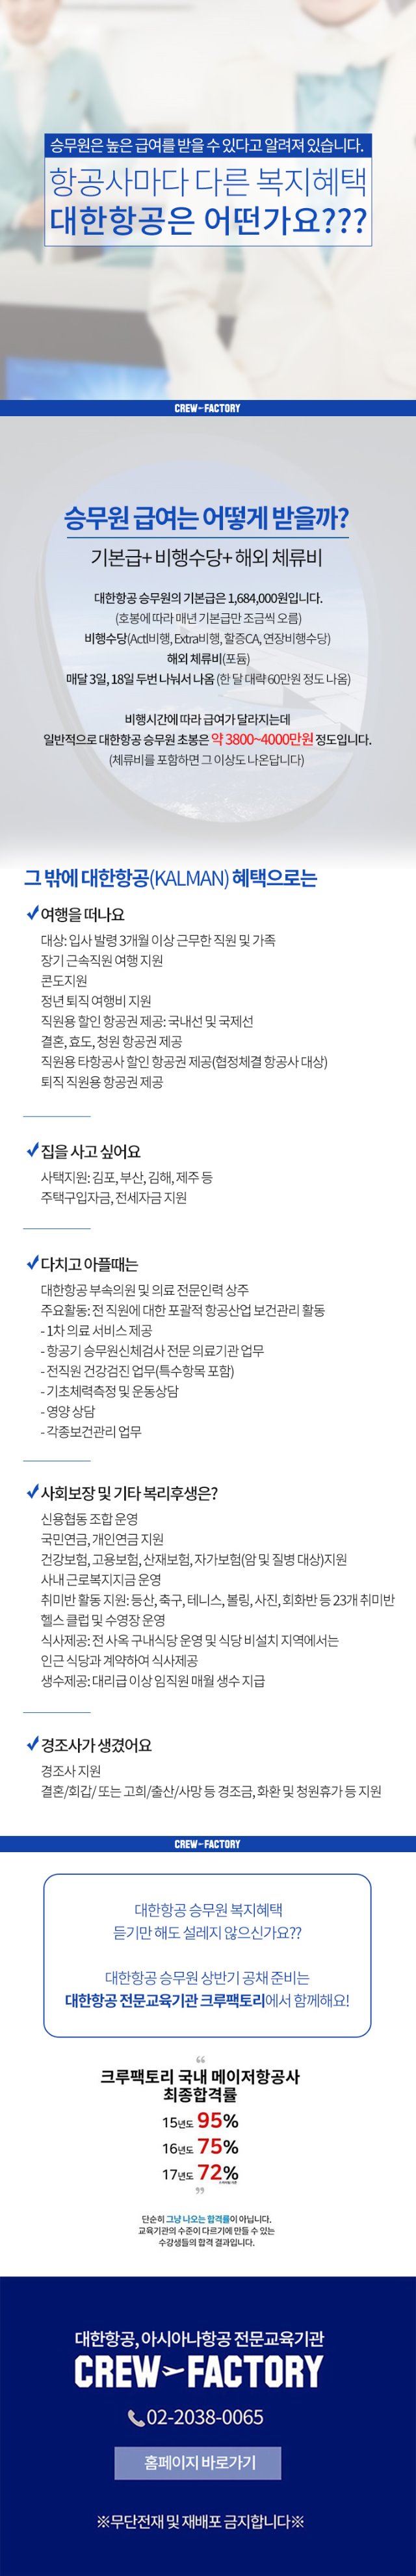 승무원은 높은 급여를 받을 수 있다고 알려져 있습니다.
항공사마다 다른 복지혜택
대한항공은 어떤가요???
CREW FACTORY
승무원 급여는 어떻게 받을까?
기본급+ 비행수당+ 해외 체류비
대한항공 승무원의 기본급은 1,684,000원입니다.
(호봉에 따라 매년 기본급만 조금씩 오름)
비행수당(Actl비행, Extra비행, 할증CA, 연장비행수당)
해외 체류비(포듐)
매달 3일, 18일 두번 나눠서 나옴 (한 달 대략 60만원 정도 나옴)
비행시간에 따라 급여가 달라지는데
일반적으로 대한항공 승무원 초봉은 약 3800~4000만원 정도입니다.
(체류비를 포함하면 그 이상도 나온답니다)
그 밖에 대한항공(KALMAN) 혜택으로는
여행을 떠나요
대상: 입사 발령 3개월 이상 근무한 직원 및 가족
장기 근속직원 여행 지원
콘도지원
정년 퇴직 여행비 지원
직원용 할인 항공권 제공: 국내선 및 국제선
결혼, 효도, 청원 항공권 제공
직원용 타항공사 할인 항공권 제공(협정체결 항공사 대상)
퇴직 직원용 항공권 제공
집을 사고 싶어요
사택지원: 김포, 부산, 김해, 제주 등
주택구입자금, 전세자금 지원
다치고 아플때는
대한항공 부속의원 및 의료 전문인력 상주
주요활동: 전 직원에 대한 포괄적 항공산업 보건관리 활동
- 1차 의료 서비스 제공
- 항공기 승무원신체검사 전문 의료기관 업무
- 전직원 건강검진 업무(특수항목 포함)
- 기초체력측정 및 운동상담
- 영양 상담
- 각종보건관리 업무
사회보장 및 기타 복리후생은?
신용협동 조합 운영
국민연금, 개인연금 지원
건강보험, 고용보험, 산재보험, 자가보험(암 및 질병 대상)지원
사내 근로복지지금 운영
취미반 활동 지원: 등산, 축구, 테니스, 볼링, 사진, 회화반 등 23개 취미반
헬스 클럽 및 수영장 운영
식사제공: 전 사옥 구내식당 운영 및 식당 비설치 지역에서는
인근 식당과 계약하여 식사제공
생수제공: 대리급 이상 임직원 매월 생수 지급
경조사가 생겼어요
경조사 지원
결혼/회갑/ 또는 고희/출산/사망 등 경조금, 화환 및 청원휴가 등 지원
CREW FACTORY
대한항공 승무원 복지혜택
듣기만 해도 설레지 않으신가요??
대한항공 승무원 상반기 공채 준비는
대한항공 전문교육기관 크루팩토리에서 함께해요!
“
크루팩토리 국내 메이저항공사
최종합격률
15년도 95%
16년도 75%
17년도 72%
”
단순히 그냥 나오는 합격률이 아닙니다.
교육기관의 수준이 다르기에 만들 수 있는
수강생들의 합격 결과입니다.
대한항공, 아시아나항공 전문교육기관
CREW FACTORY
02-2038-0065
홈페이지 바로가기
※무단전재 및 재배포 금지합니다※